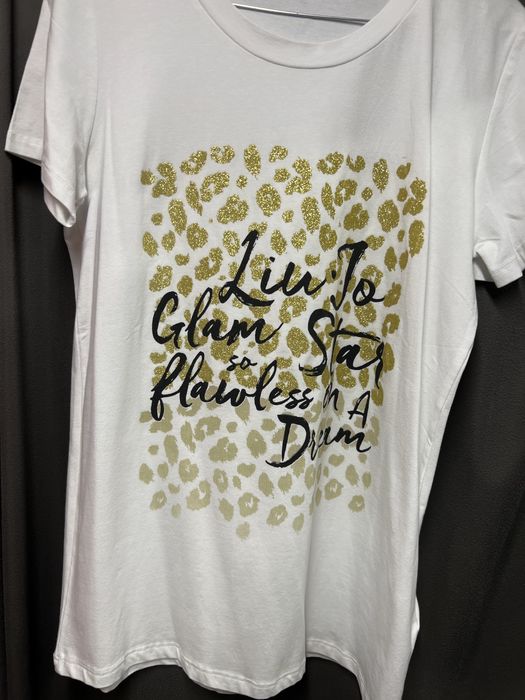 Liu·Jo
Glam Star
so
flawless in A
Dream